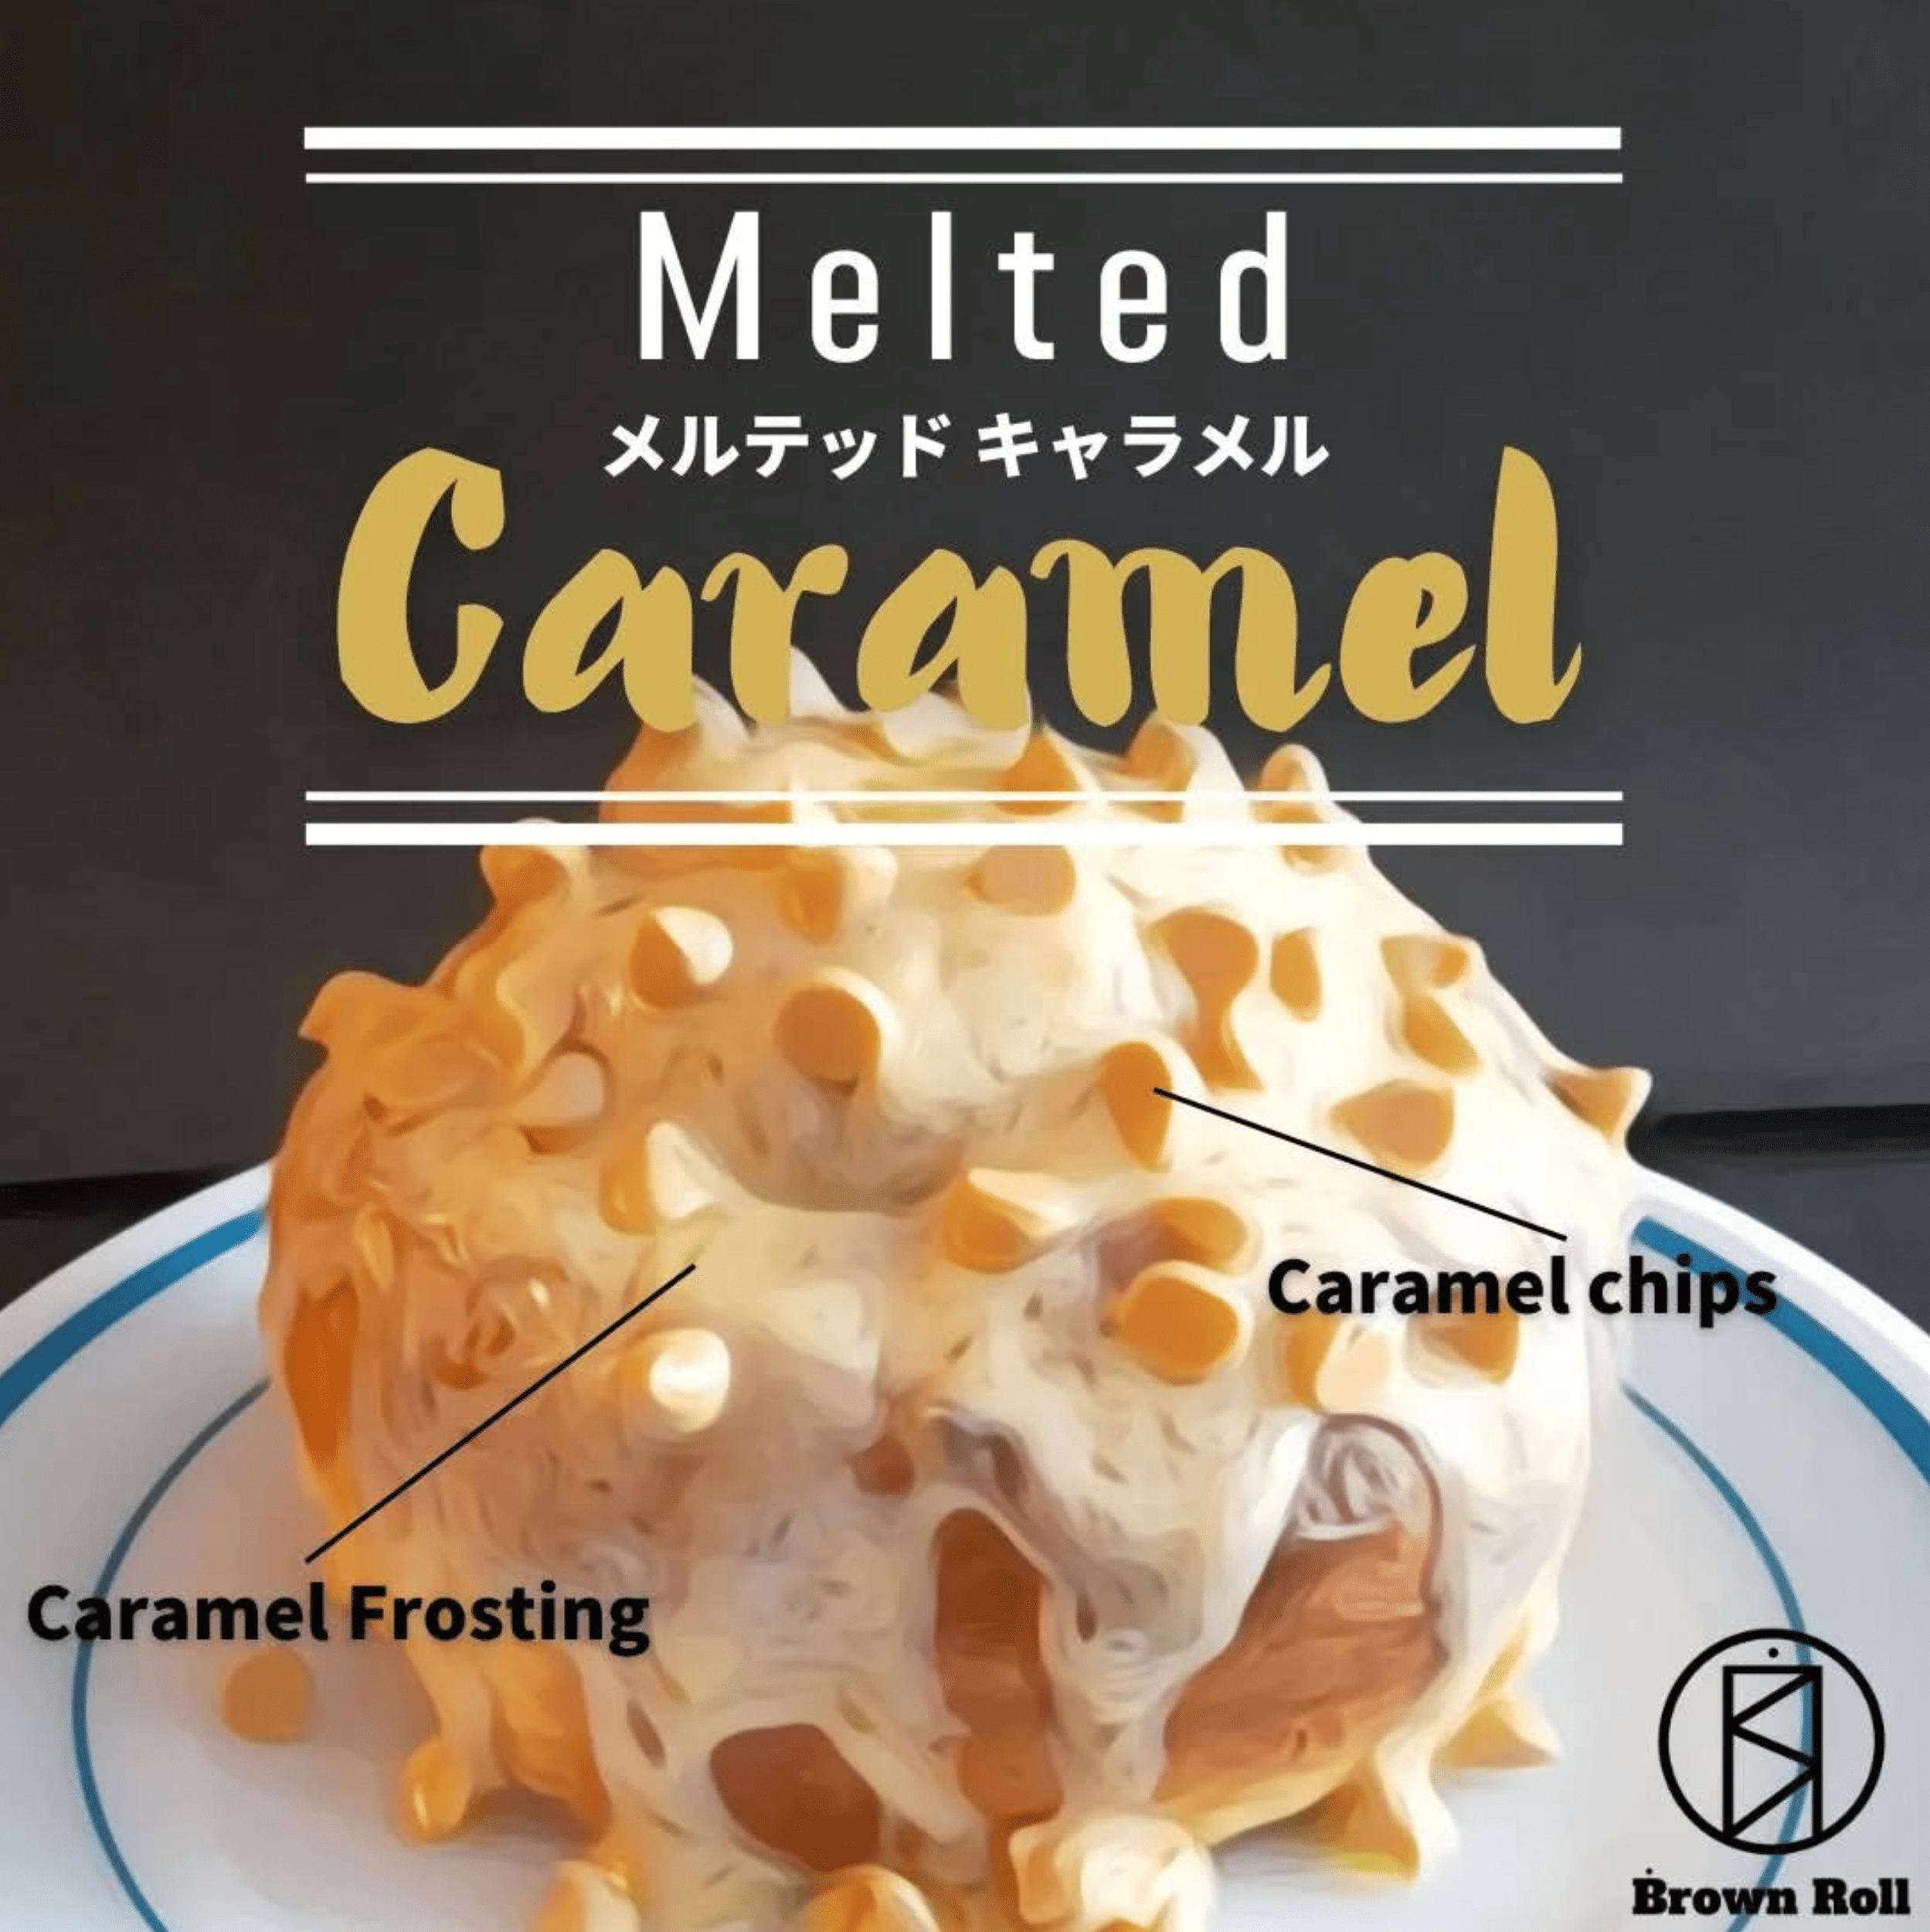 Melted
メルテッド キャラメル
Caramel
Caramel chips
Caramel Frosting
Brown Roll